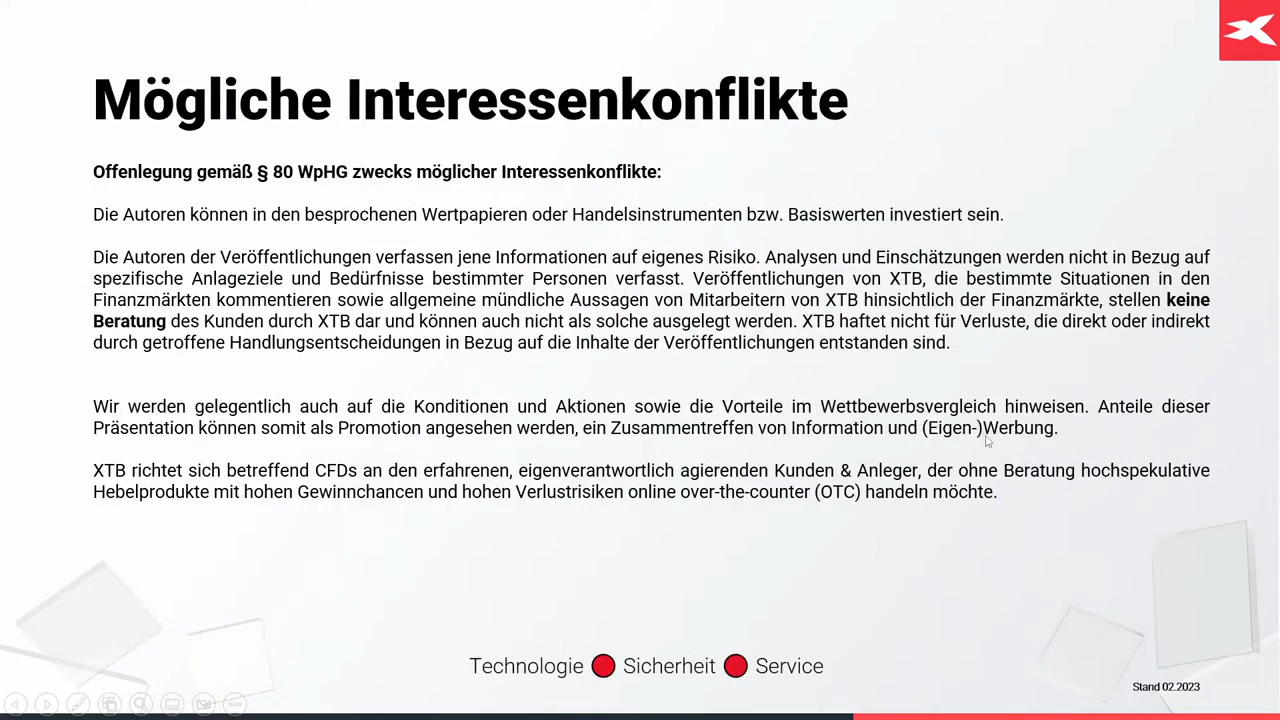 Mögliche Interessenkonflikte
Offenlegung gemäß § 80 WpHG zwecks möglicher Interessenkonflikte:
Die Autoren können in den besprochenen Wertpapieren oder Handelsinstrumenten bzw. Basiswerten investiert sein.
Die Autoren der Veröffentlichungen verfassen jene Informationen auf eigenes Risiko. Analysen und Einschätzungen werden nicht in Bezug auf
spezifische Anlageziele und Bedürfnisse bestimmter Personen verfasst. Veröffentlichungen von XTB, die bestimmte Situationen in den
Finanzmärkten kommentieren sowie allgemeine mündliche Aussagen von Mitarbeitern von XTB hinsichtlich der Finanzmärkte, stellen keine
Beratung des Kunden durch XTB dar und können auch nicht als solche ausgelegt werden. XTB haftet nicht für Verluste, die direkt oder indirekt
durch getroffene Handlungsentscheidungen in Bezug auf die Inhalte der Veröffentlichungen entstanden sind.
Wir werden gelegentlich auch auf die Konditionen und Aktionen sowie die Vorteile im Wettbewerbsvergleich hinweisen. Anteile dieser
Präsentation können somit als Promotion angesehen werden, ein Zusammentreffen von Information und (Eigen-)Werbung.
XTB richtet sich betreffend CFDs an den erfahrenen, eigenverantwortlich agierenden Kunden & Anleger, der ohne Beratung hochspekulative
Hebelprodukte mit hohen Gewinnchancen und hohen Verlustrisiken online over-the-counter (OTC) handeln möchte.
Technologie Sicherheit Service
Stand 02.2023